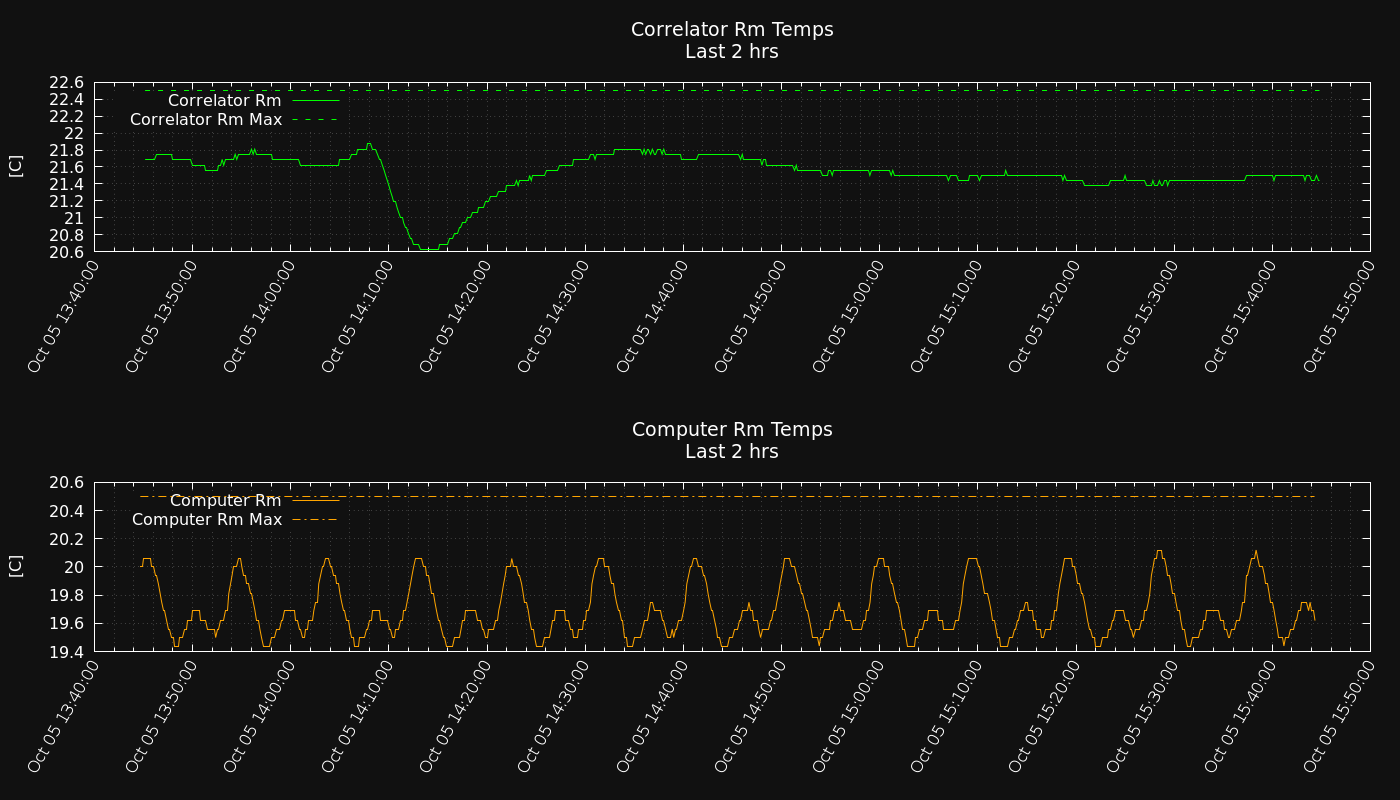 Correlator Rm Temps
Last 2 hrs
[C]
22.6
22.4
22.2
22
21.8
21.6
21.4
21.2
21
20.8
20.6
Correlator Rm
Correlator Rm Max
Oct 05 13:40:00
Oct 05 13:50:00
Oct 05 14:00:00
Oct 05 14:10:00
Oct 05 14:20:00
Oct 05 14:30:00
Oct 05 14:40:00
Oct 05 14:50:00
Oct 05 15:00:00
Oct 05 15:10:00
Oct 05 15:20:00
Oct 05 15:30:00
Oct 05 15:40:00
Oct 05 15:50:00
Computer Rm Temps
Last 2 hrs
[C]
20.6
20.4
20.2
20
19.8
19.6
19.4
Computer Rm
Computer Rm Max
Oct 05 13:40:00
Oct 05 13:50:00
Oct 05 14:00:00
Oct 05 14:10:00
Oct 05 14:20:00
Oct 05 14:30:00
Oct 05 14:40:00
Oct 05 14:50:00
Oct 05 15:00:00
Oct 05 15:10:00
Oct 05 15:20:00
Oct 05 15:30:00
Oct 05 15:40:00
Oct 05 15:50:00